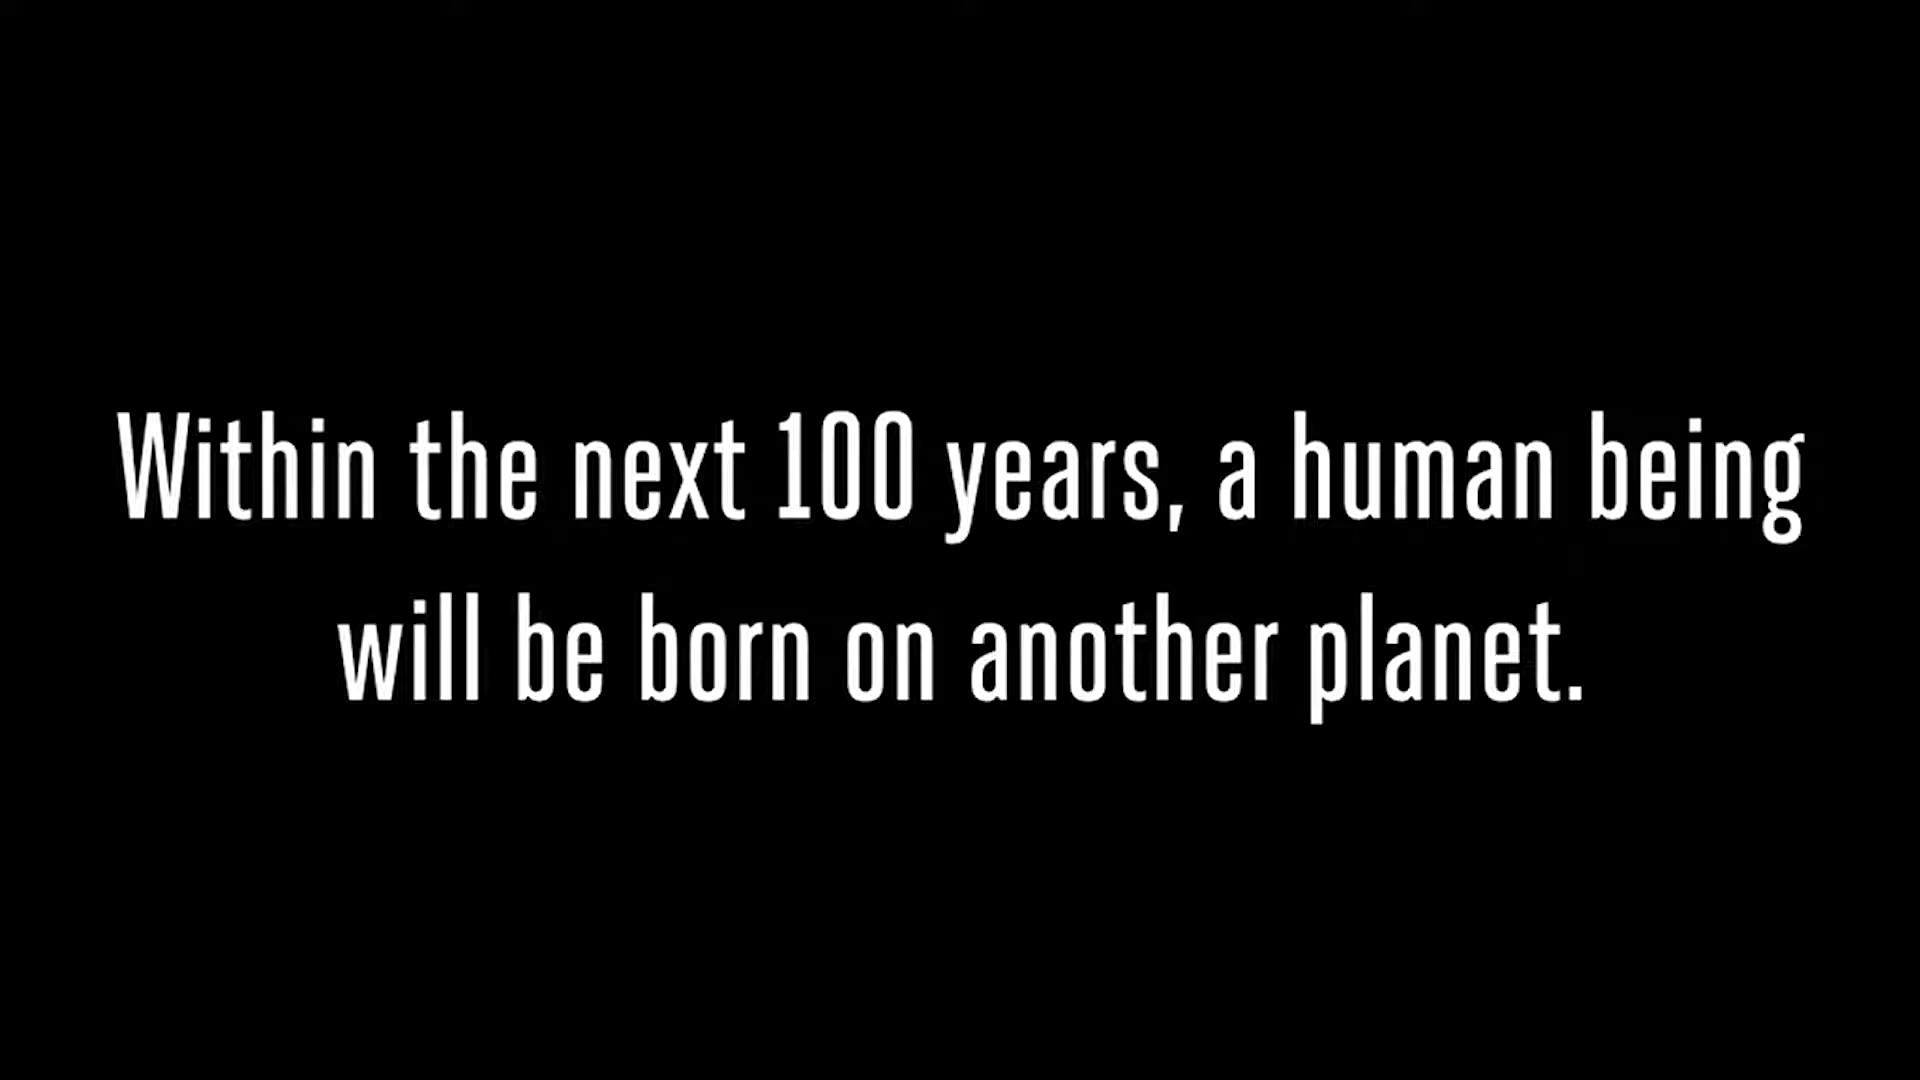 Within the next 100 years, a human being
will be born on another planet.